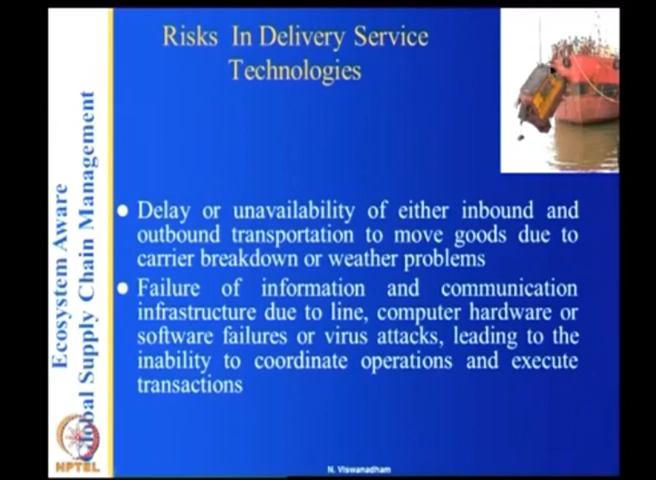 Risks In Delivery Service
Technologies
Ecosystem Aware
Global Supply Chain Management
Delay or unavailability of either inbound and
outbound transportation to move goods due to
carrier breakdown or weather problems
Failure of information and communication
infrastructure due to line, computer hardware or
software failures or virus attacks, leading to the
inability to coordinate operations and execute
transactions
NPTEL
N. Viswanadham